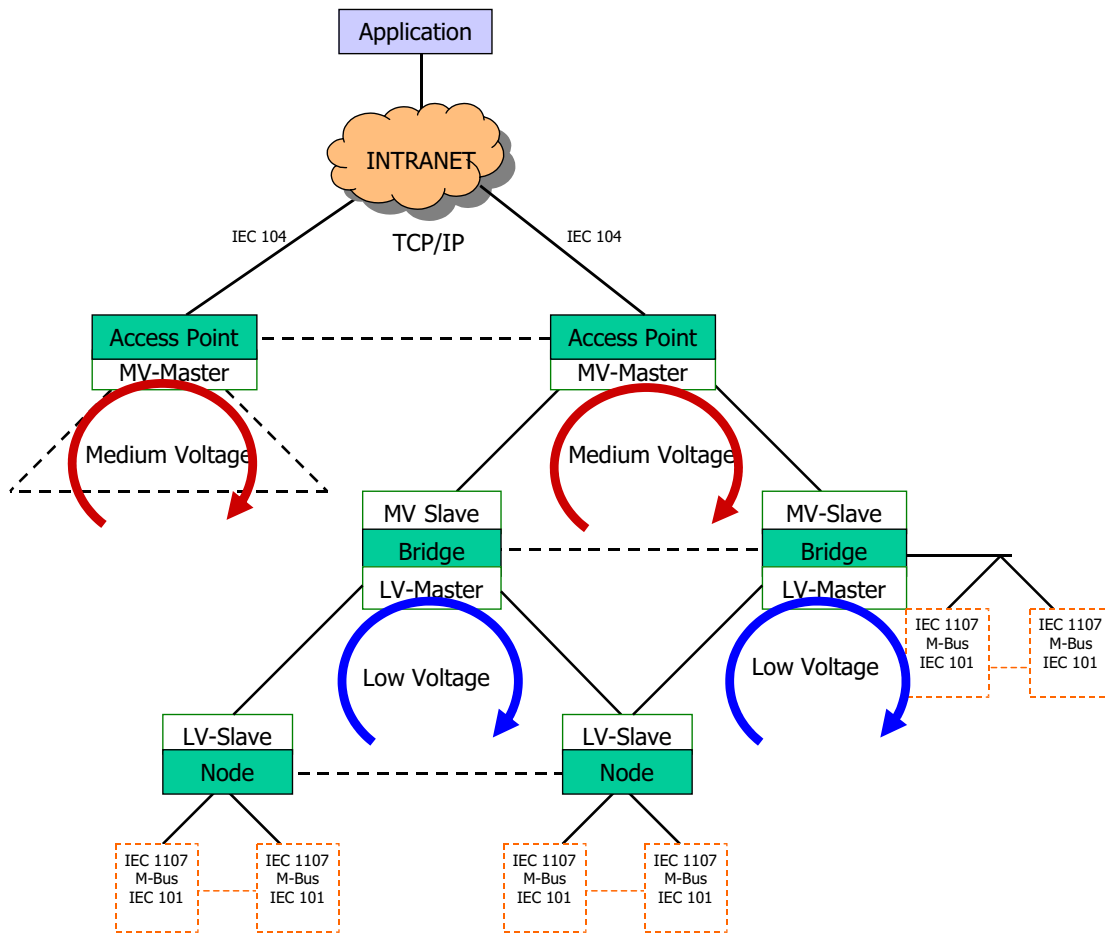 Application
INTRANET
TCP/IP
IEC 104
IEC 104
Access Point
MV-Master
Access Point
MV-Master
Medium Voltage
Medium Voltage
MV Slave
Bridge
LV-Master
MV-Slave
Bridge
LV-Master
IEC 1107
M-Bus
IEC 101
IEC 1107
M-Bus
IEC 101
Low Voltage
Low Voltage
LV-Slave
Node
LV-Slave
Node
IEC 1107
M-Bus
IEC 101
IEC 1107
M-Bus
IEC 101
IEC 1107
M-Bus
IEC 101
IEC 1107
M-Bus
IEC 101